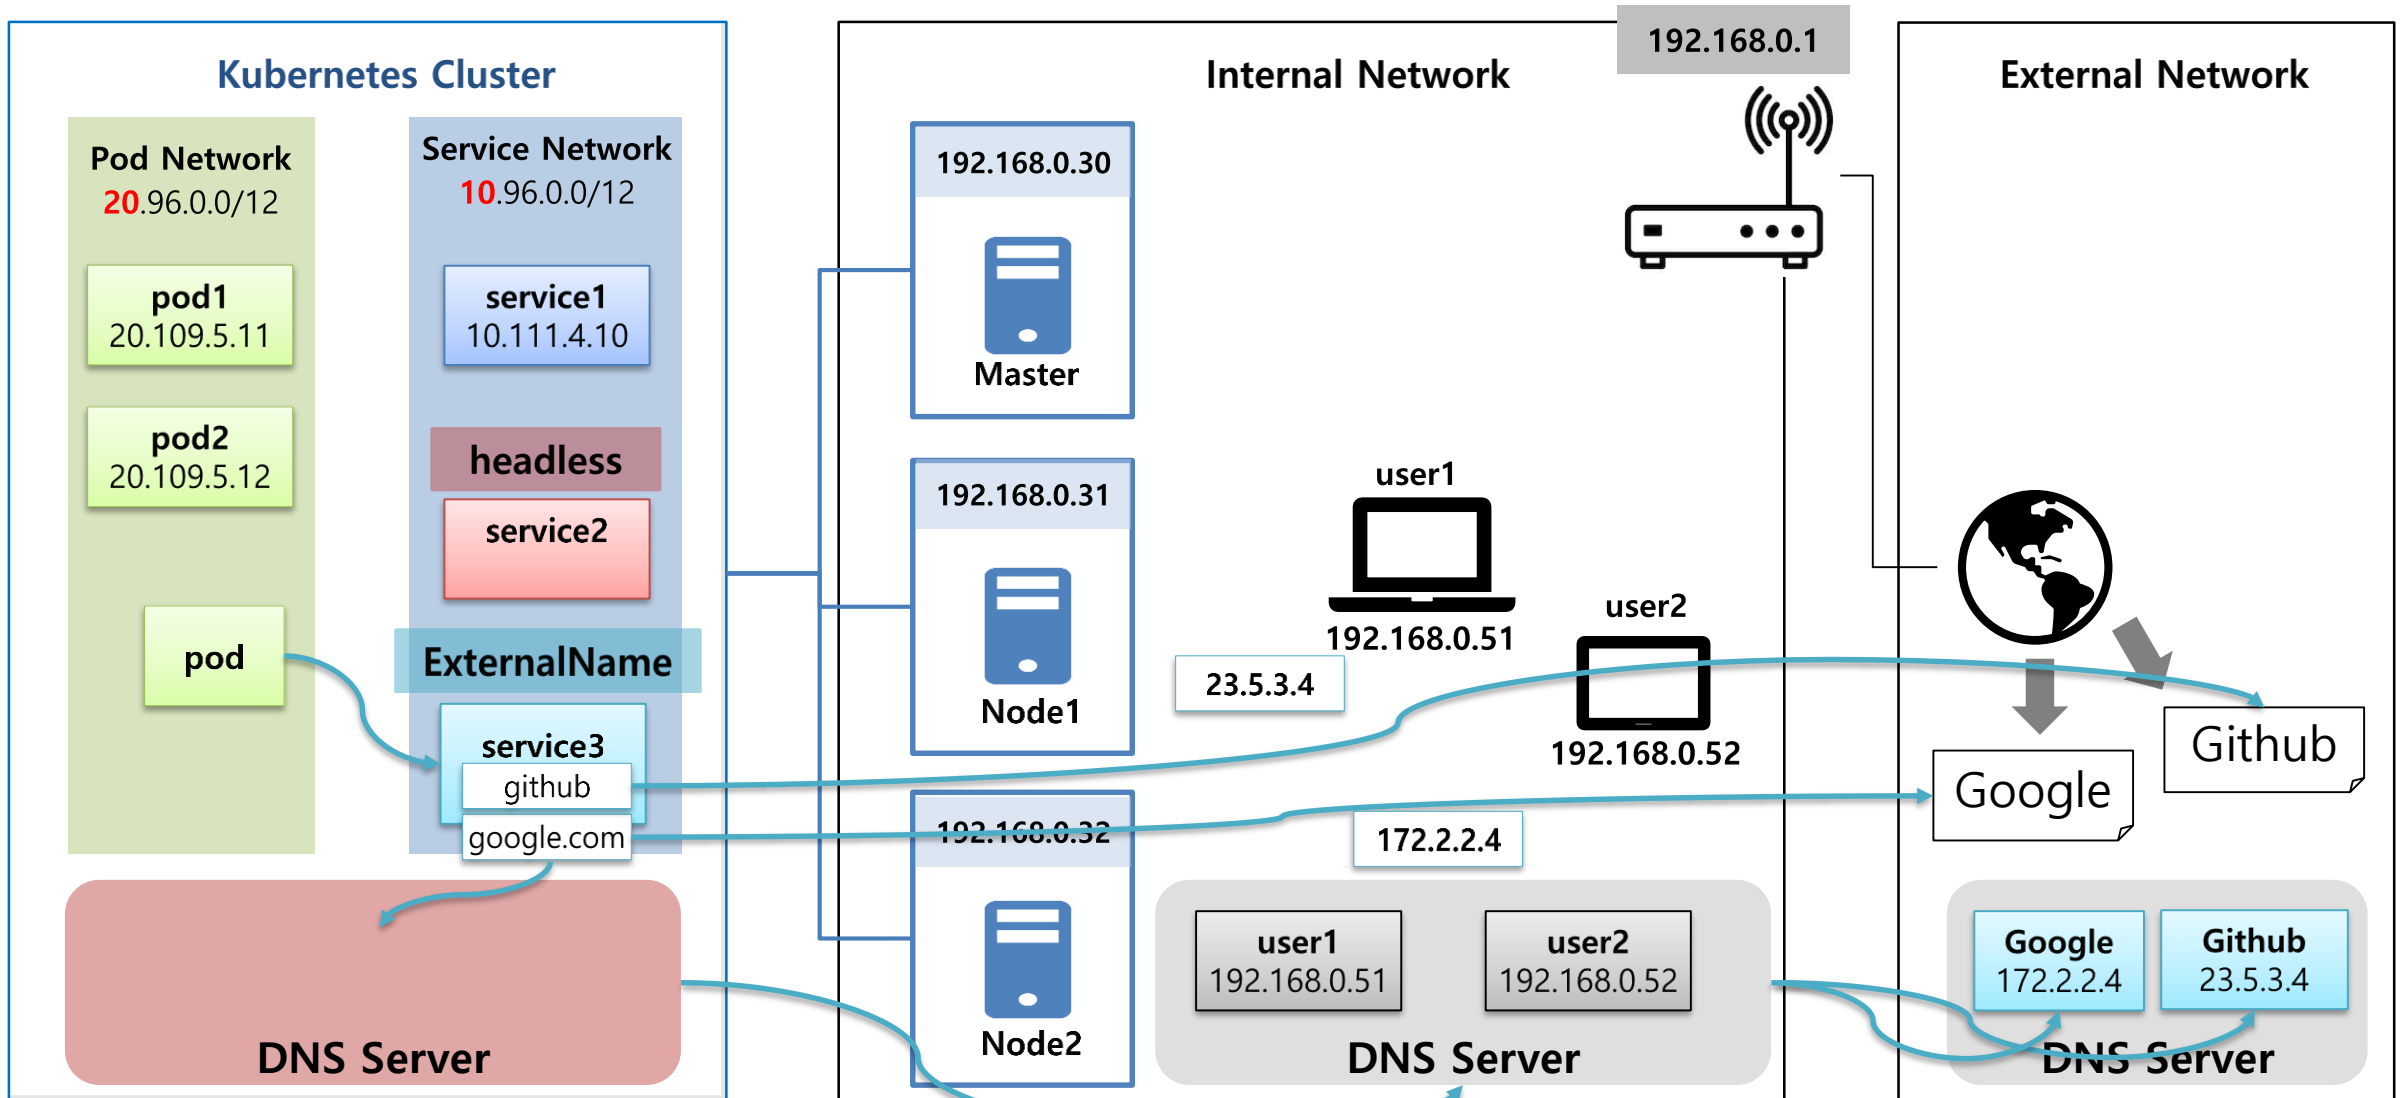 Kubernetes Cluster
Pod Network
20.96.0.0/12
pod1
20.109.5.11
pod2
20.109.5.12
pod
Service Network
10.96.0.0/12
service1
10.111.4.10
headless
service2
ExternalName
service3
github
google.com
DNS Server
Internal Network
192.168.0.1
192.168.0.30
Master
192.168.0.31
Node1
192.168.0.32
Node2
user1
192.168.0.51
user2
192.168.0.52
23.5.3.4
172.2.2.4
user1
192.168.0.51
user2
192.168.0.52
DNS Server
External Network
Github
Google
Google
172.2.2.4
Github
23.5.3.4
DNS Server